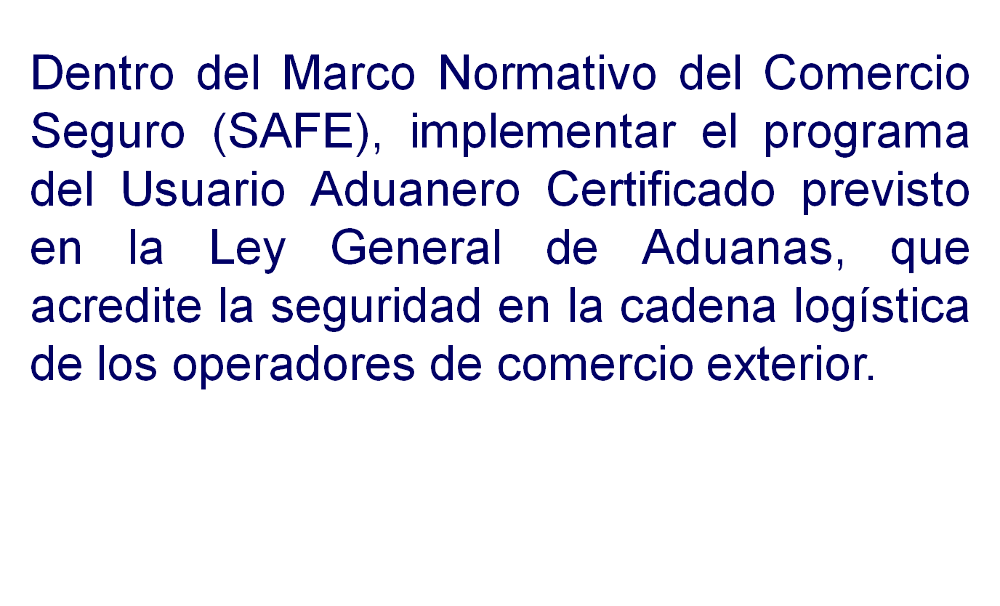 Dentro del Marco Normativo del Comercio
Seguro (SAFE), implementar el programa
del Usuario Aduanero Certificado previsto
en la Ley General de Aduanas, que
acredite la seguridad en la cadena logística
de los operadores de comercio exterior.